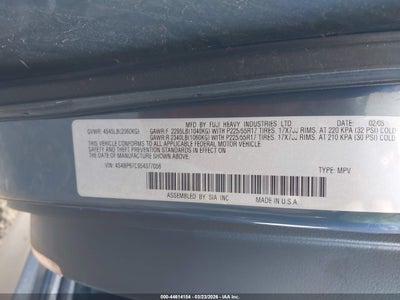 MFD BY FUJI HEAVY INDUSTRIES LTD. 02/05
GVWR: 4540LB(2060KG) GAWR:F 2295LB(1040KG) WITH P225/55R17 TIRES, 17X7JJ RIMS, AT 220 KPA (32 PSI) COLD
GAWR:R 2340LB(1060KG) WITH P225/55R17 TIRES, 17X7JJ RIMS, AT 210 KPA (30 PSI) COLD
THIS VEHICLE CONFORMS TO ALL APPLICABLE FEDERAL MOTOR VEHICLE
SAFETY AND THEFT PREVENTION
STANDARDS IN EFFECT ON THE DATE OF
MANUFACTURE SHOWN ABOVE.
VIN: TYPE: MPV
ASSEMBLED BY SIA INC. MADE IN U.S.A.
000-44614154 - 03/23/2026 - IAAI